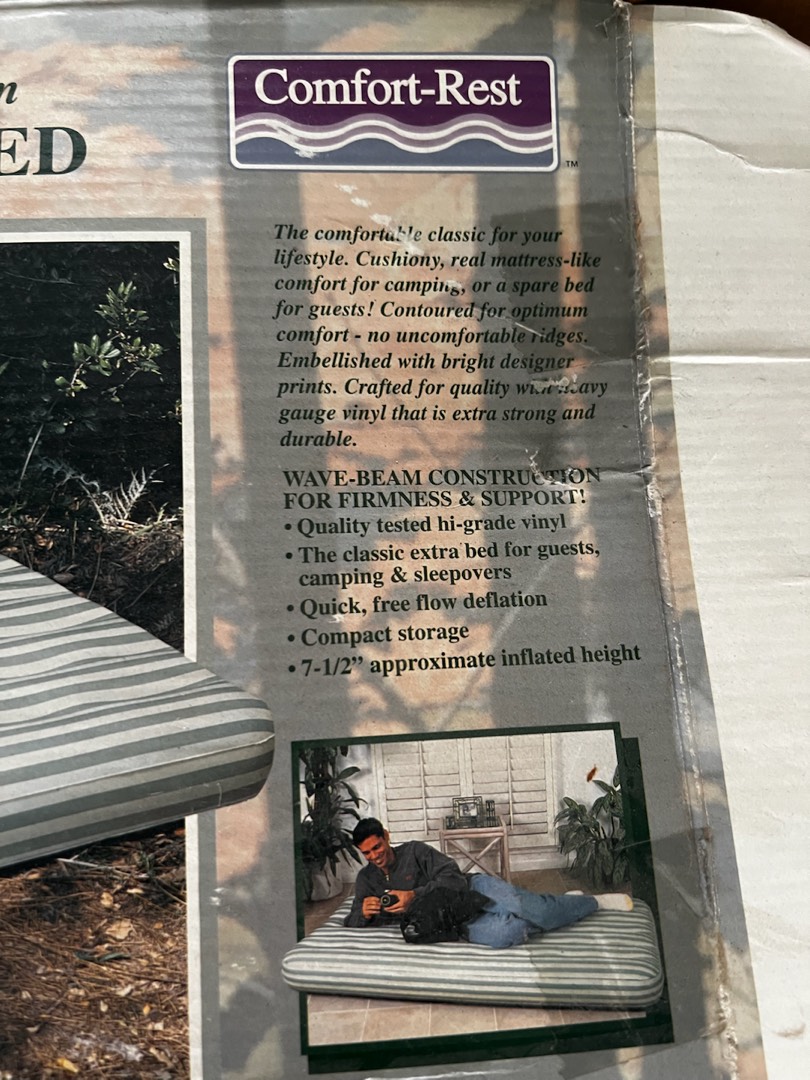 n
ED
Comfort-Rest
™
The comfortable classic for your
lifestyle. Cushiony, real mattress-like
comfort for camping, or a spare bed
for guests! Contoured for optimum
comfort - no uncomfortable ridges.
Embellished with bright designer
prints. Crafted for quality with heavy
gauge vinyl that is extra strong and
durable.
WAVE-BEAM CONSTRUCTION
FOR FIRMNESS & SUPPORT!
• Quality tested hi-grade vinyl
• The classic extra bed for guests,
camping & sleepovers
• Quick, free flow deflation
• Compact storage
• 7-1/2” approximate inflated height